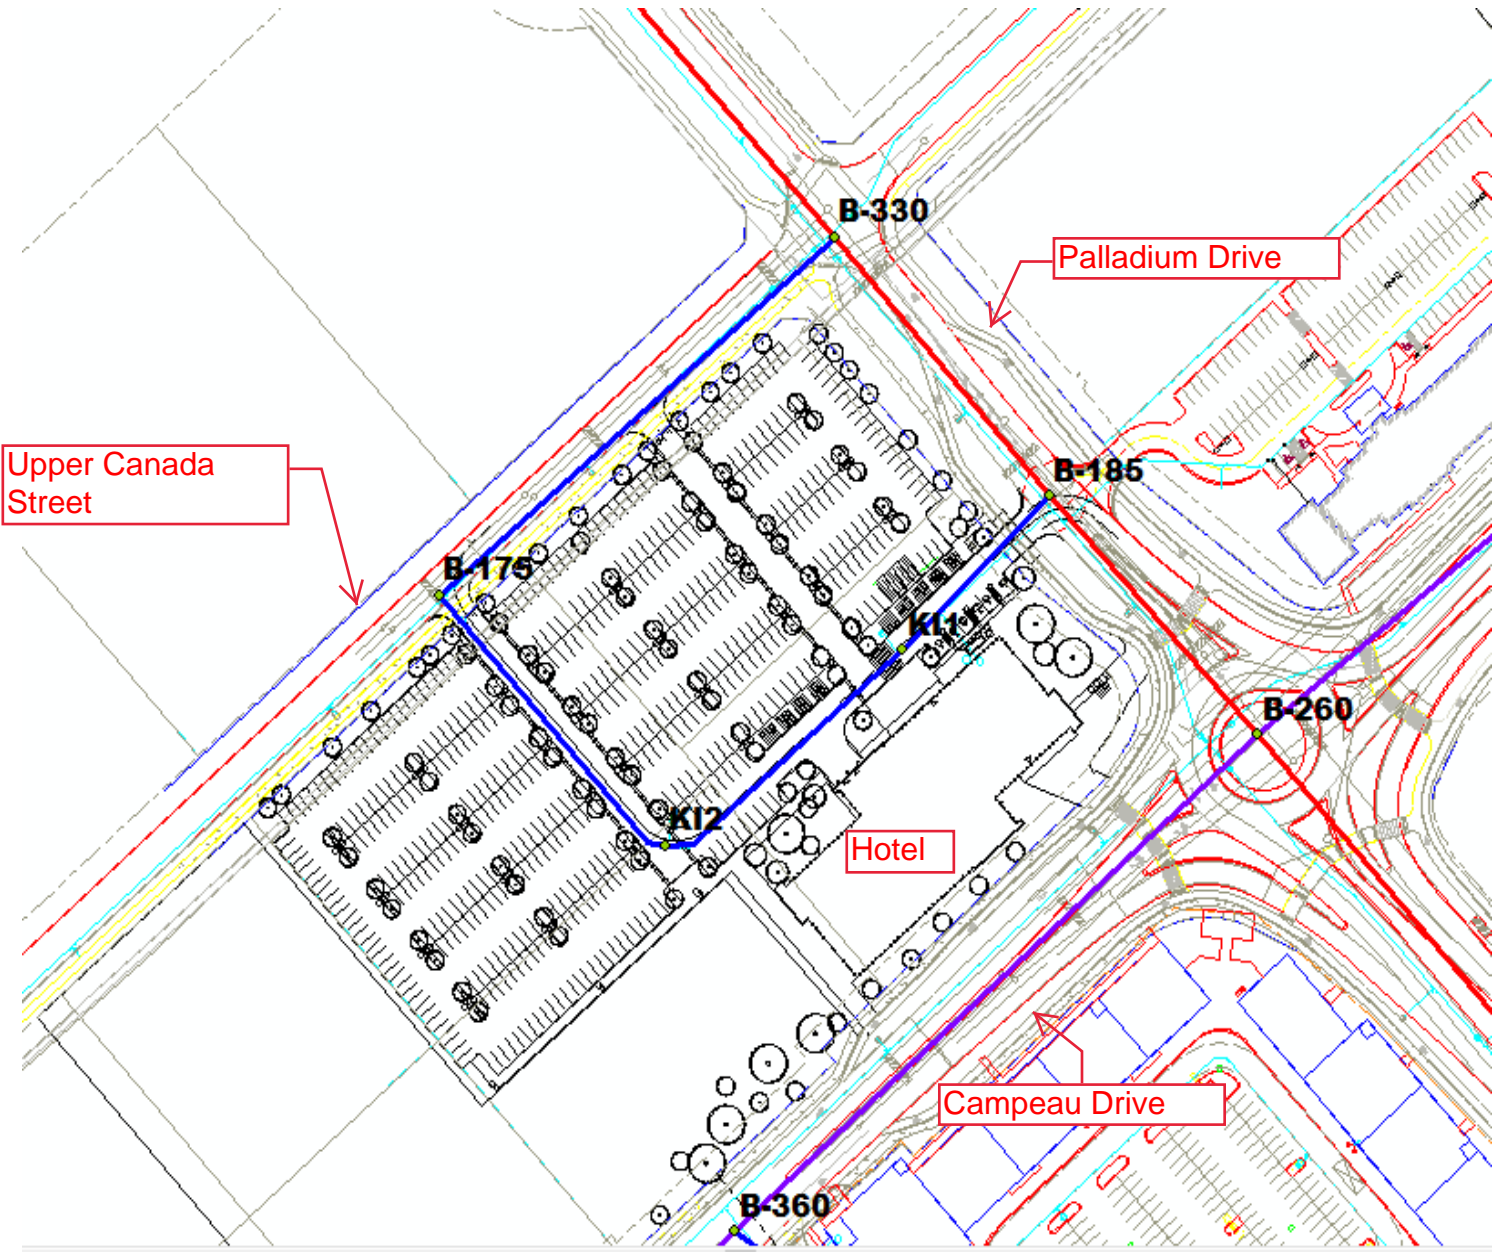 B-330
Palladium Drive
Upper Canada
Street
B-185
B-175
KI1
B-260
KI2
Hotel
Campeau Drive
B-360